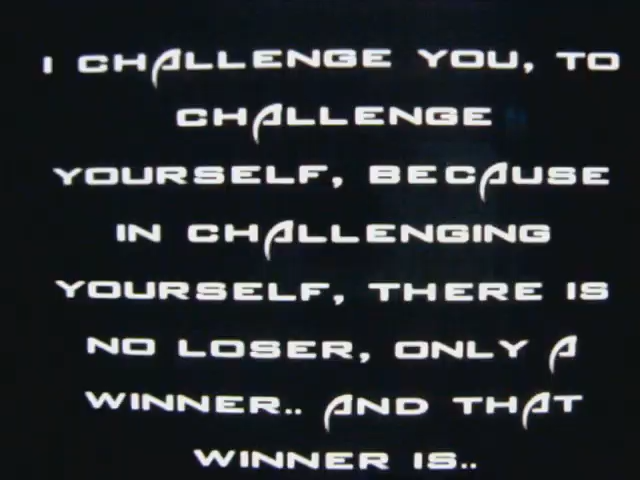 I CHALLENGE YOU, TO
CHALLENGE
YOURSELF, BECAUSE
IN CHALLENGING
YOURSELF, THERE IS
NO LOSER, ONLY A
WINNER.. AND THAT
WINNER IS..